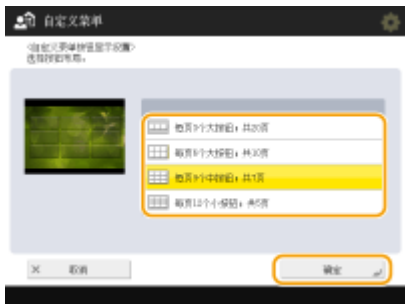 自定义菜单
<自定义菜单按钮显示设置>
选择按钮布局。
每页3个大按钮：共20页
每页6个大按钮：共10页
每页9个中按钮：共7页
每页12个小按钮：共5页
× 取消
确定